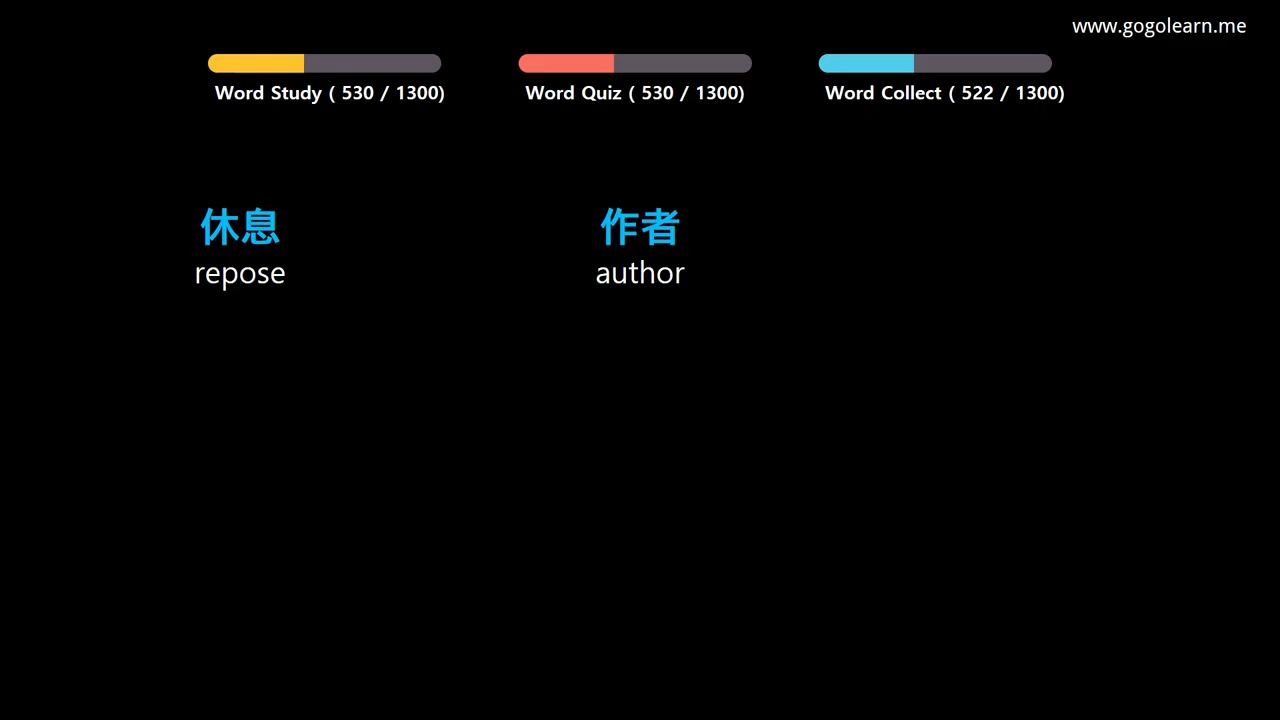 www.gogolearn.me
Word Study ( 530 / 1300)
Word Quiz ( 530 / 1300)
Word Collect ( 522 / 1300)
休息
repose
作者
author